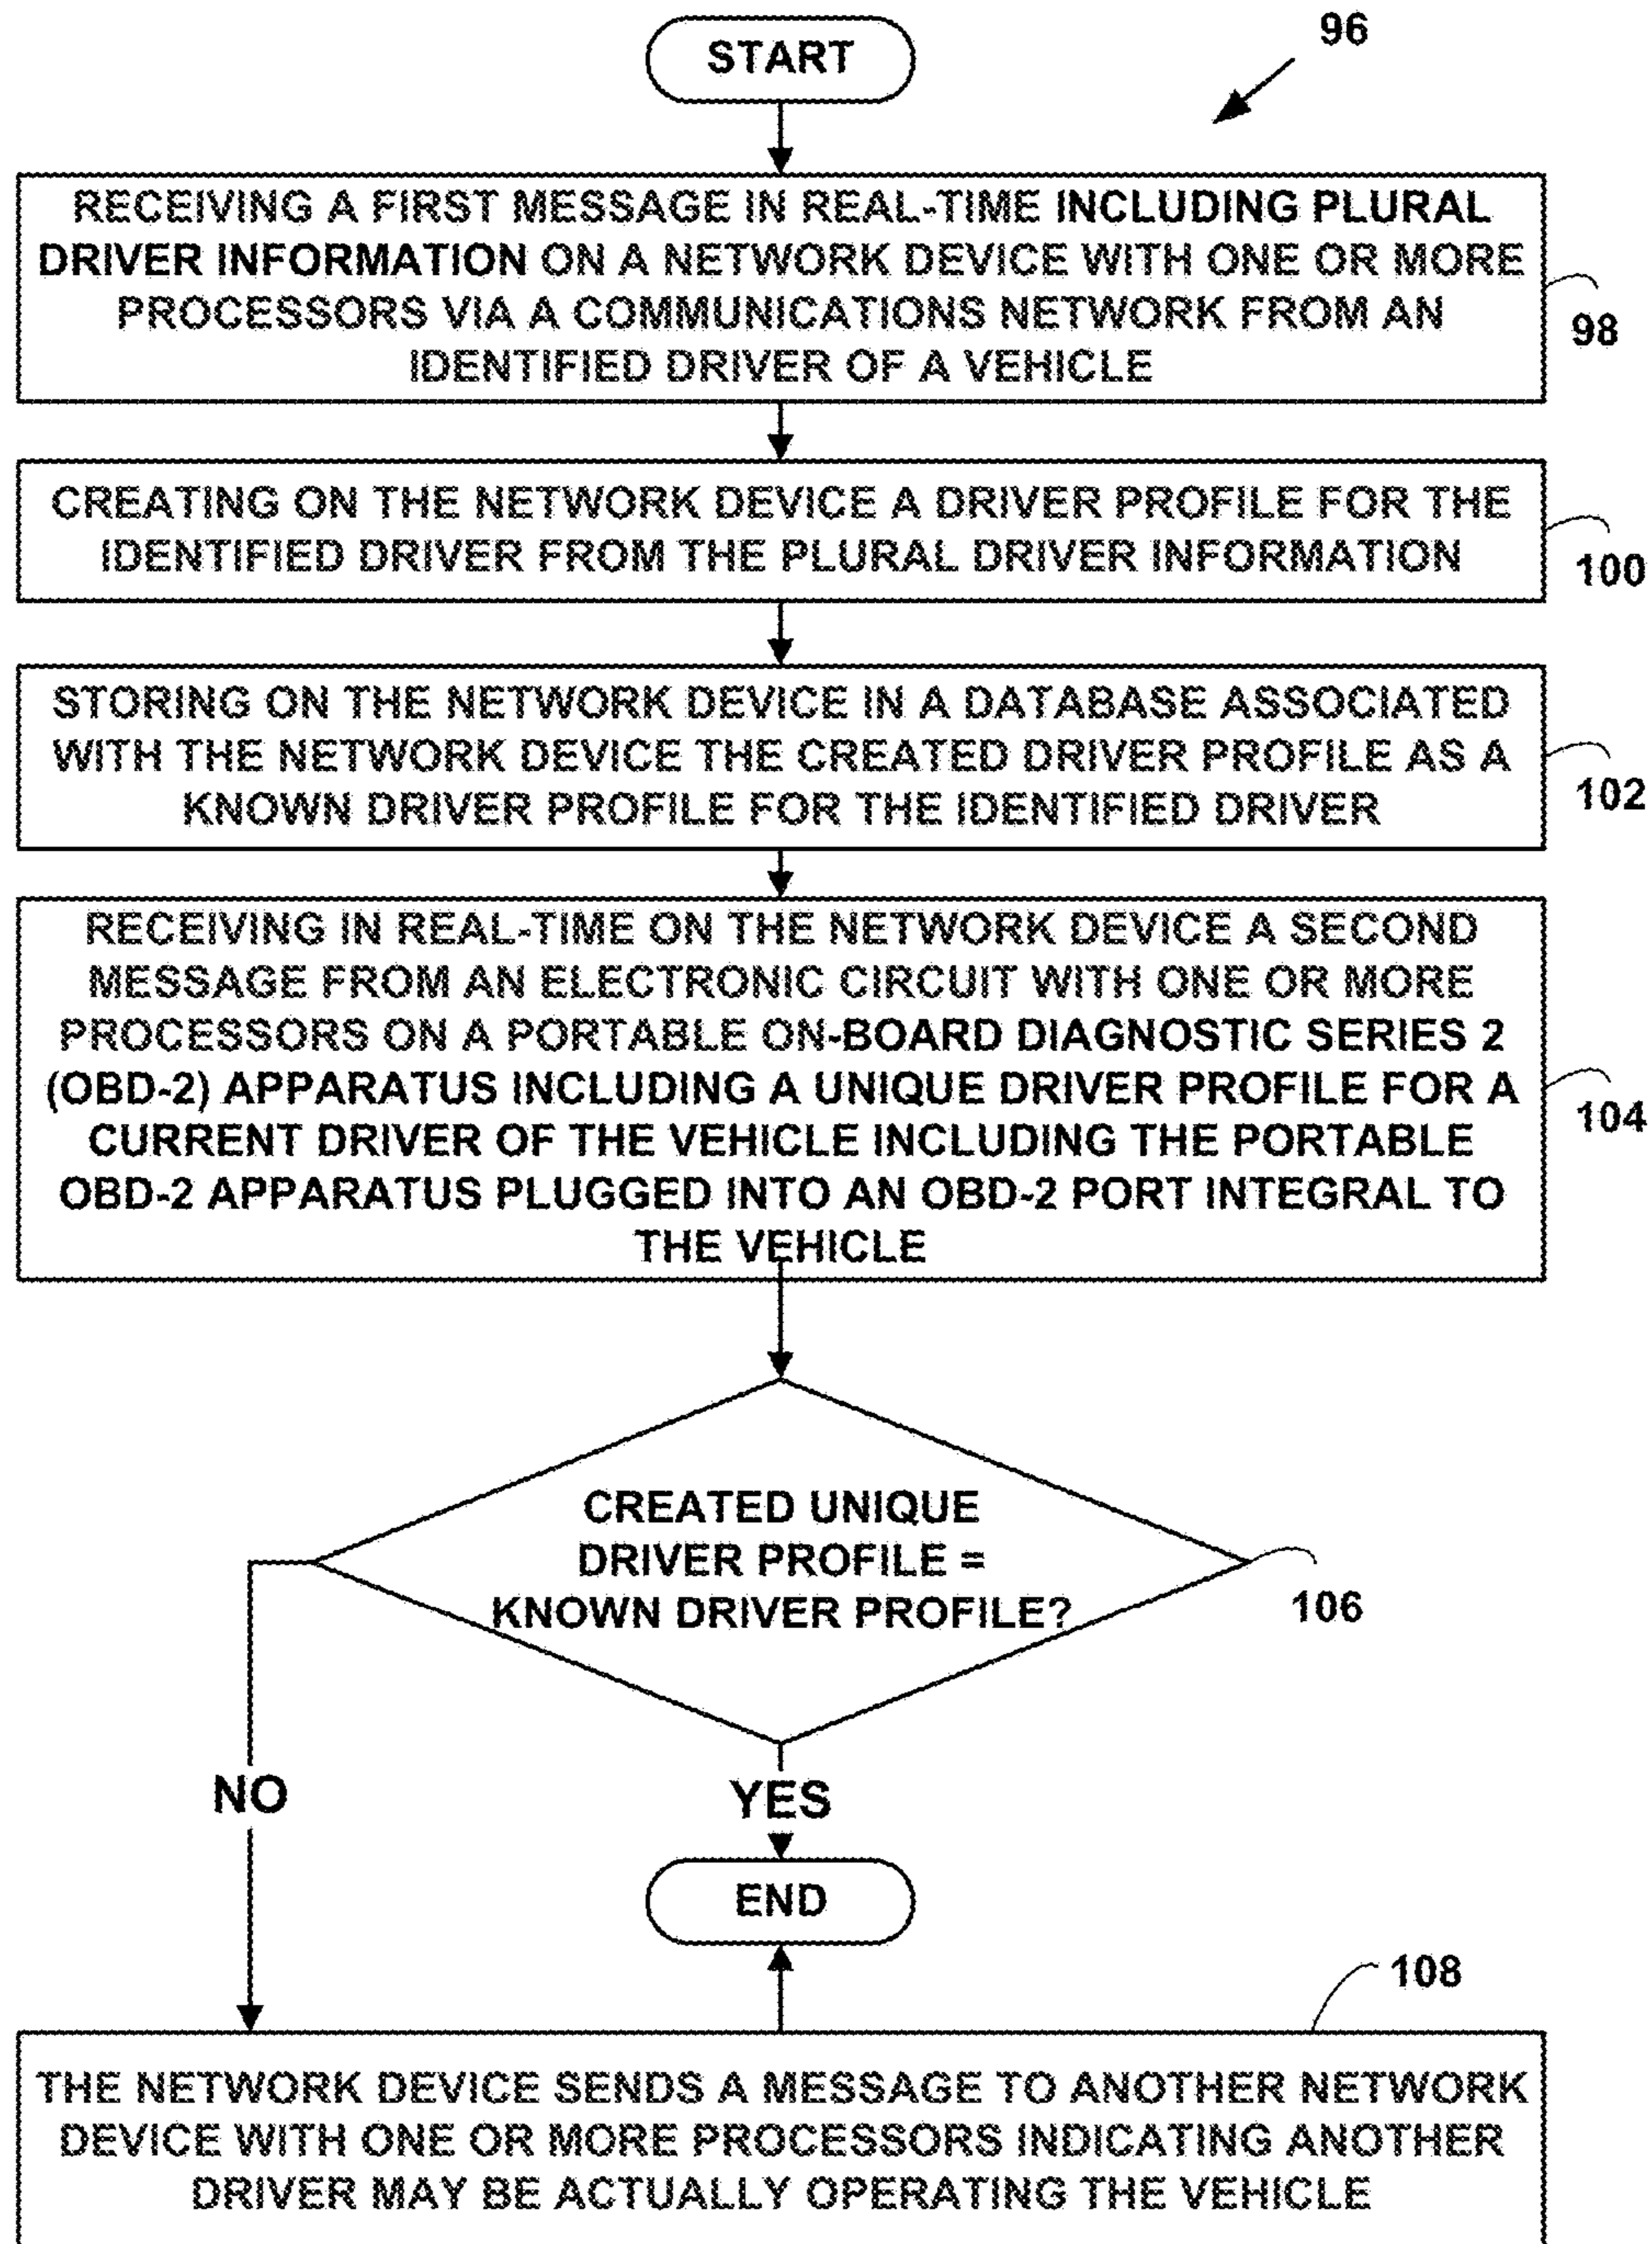 START
96
RECEIVING A FIRST MESSAGE IN REAL-TIME INCLUDING PLURAL
DRIVER INFORMATION ON A NETWORK DEVICE WITH ONE OR MORE
PROCESSORS VIA A COMMUNICATIONS NETWORK FROM AN
IDENTIFIED DRIVER OF A VEHICLE
98
CREATING ON THE NETWORK DEVICE A DRIVER PROFILE FOR THE
IDENTIFIED DRIVER FROM THE PLURAL DRIVER INFORMATION
100
STORING ON THE NETWORK DEVICE IN A DATABASE ASSOCIATED
WITH THE NETWORK DEVICE THE CREATED DRIVER PROFILE AS A
KNOWN DRIVER PROFILE FOR THE IDENTIFIED DRIVER
102
RECEIVING IN REAL-TIME ON THE NETWORK DEVICE A SECOND
MESSAGE FROM AN ELECTRONIC CIRCUIT WITH ONE OR MORE
PROCESSORS ON A PORTABLE ON-BOARD DIAGNOSTIC SERIES 2
(OBD-2) APPARATUS INCLUDING A UNIQUE DRIVER PROFILE FOR A
CURRENT DRIVER OF THE VEHICLE INCLUDING THE PORTABLE
OBD-2 APPARATUS PLUGGED INTO AN OBD-2 PORT INTEGRAL TO
THE VEHICLE
104
CREATED UNIQUE
DRIVER PROFILE =
KNOWN DRIVER PROFILE?
106
NO
YES
END
108
THE NETWORK DEVICE SENDS A MESSAGE TO ANOTHER NETWORK
DEVICE WITH ONE OR MORE PROCESSORS INDICATING ANOTHER
DRIVER MAY BE ACTUALLY OPERATING THE VEHICLE